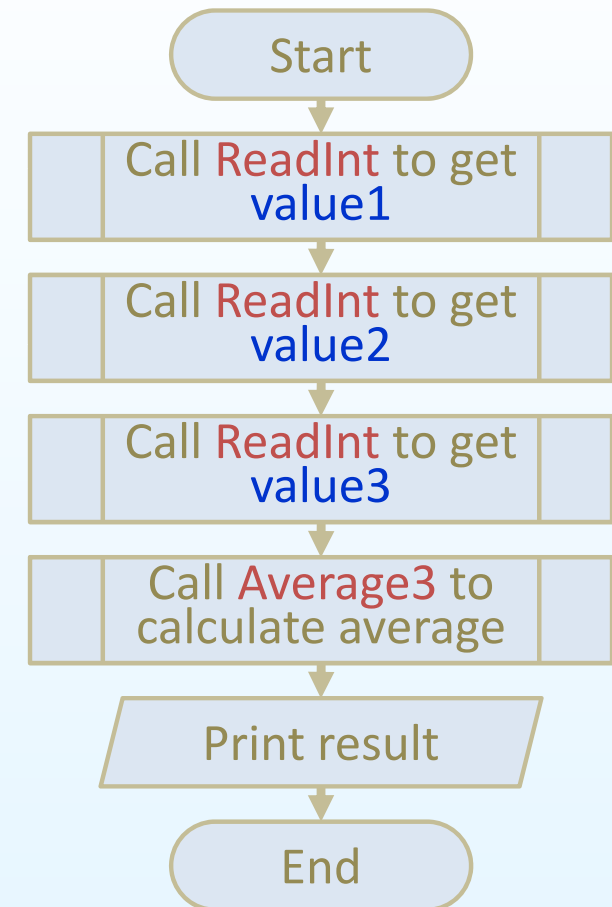 Start
Call ReadInt to get
value1
Call ReadInt to get
value2
Call ReadInt to get
value3
Call Average3 to
calculate average
Print result
End